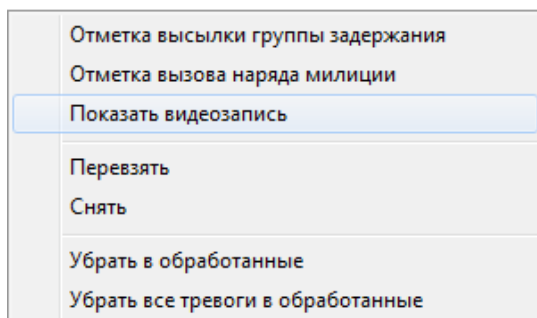 Отметка высылки группы задержания
Отметка вызова наряда милиции
Показать видеозапись
Перевзять
Снять
Убрать в обработанные
Убрать все тревоги в обработанные